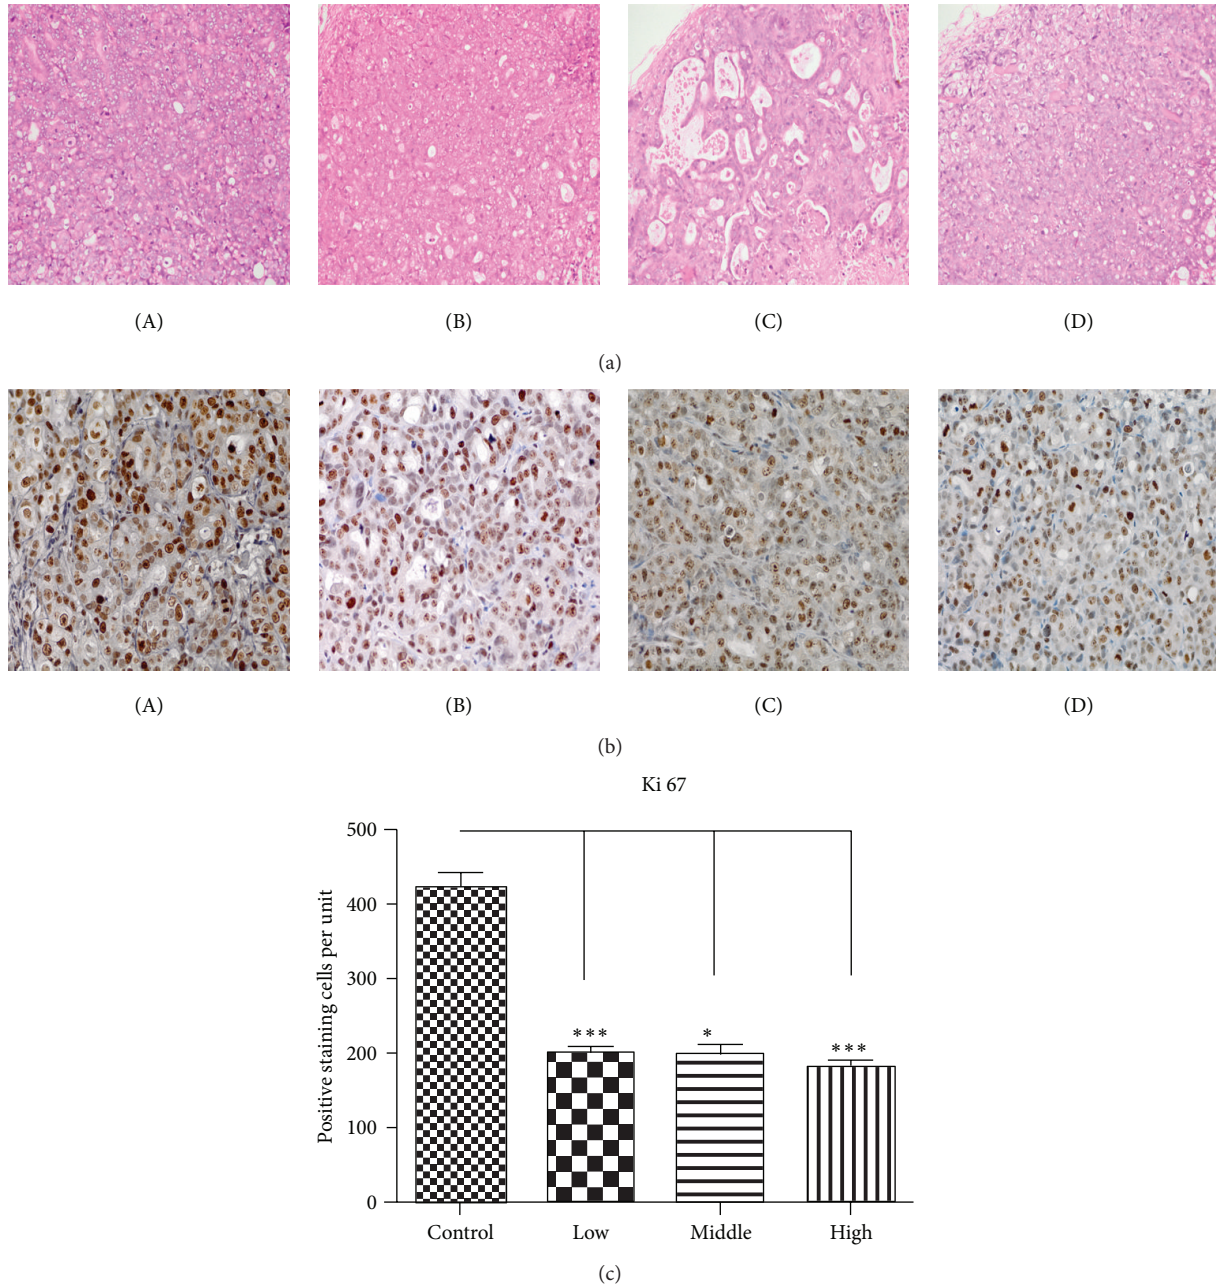 (A) (B) (C) (D)
(a)
(A) (B) (C) (D)
(b)
Ki 67
Positive staining cells per unit
500
400
300
200
100
0
***
*
***
Control Low Middle High
(c)